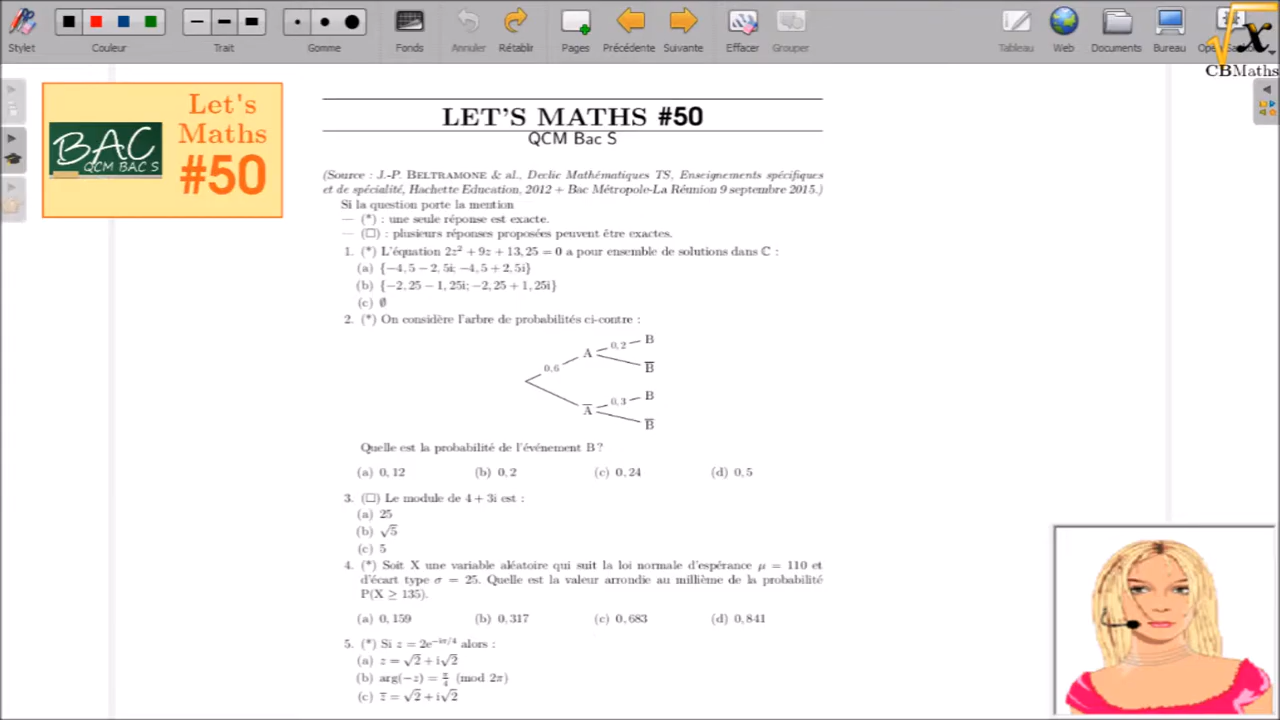 Stylet Couleur Trait Gomme Fonds Annuler Rétablir Pages Précédente Suivante Effacer Grouper Tableau Web Documents Bureau
√x
CBMaths
Let's
Maths
#50
BAC
QCM BAC S
LET'S MATHS #50
QCM Bac S
(Source : J.-P. BELTRAMONE & al., Declic Mathématiques TS, Enseignements spécifiques
et de spécialité, Hachette Education, 2012 + Bac Métropole-La Réunion 9 septembre 2015.)
Si la question porte la mention
— (*) : une seule réponse est exacte.
— (□) : plusieurs réponses proposées peuvent être exactes.
1. (*) L'équation 2z² + 9z + 13,25 = 0 a pour ensemble de solutions dans ℂ :
(a) {−4,5 − 2,5i; −4,5 + 2,5i}
(b) {−2,25 − 1,25i; −2,25 + 1,25i}
(c) ∅
2. (*) On considère l'arbre de probabilités ci-contre :
0,6
A
0,2
B
B̅
A̅
0,3
B
B̅
Quelle est la probabilité de l'événement B ?
(a) 0,12 (b) 0,2 (c) 0,24 (d) 0,5
3. (□) Le module de 4 + 3i est :
(a) 25
(b) √5
(c) 5
4. (*) Soit X une variable aléatoire qui suit la loi normale d'espérance μ = 110 et
d'écart type σ = 25. Quelle est la valeur arrondie au millième de la probabilité
P(X ≥ 135).
(a) 0,159 (b) 0,317 (c) 0,683 (d) 0,841
5. (*) Si z = 2e^{−iπ/4} alors :
(a) z = √2 + i√2
(b) arg(−z) = π/4 (mod 2π)
(c) z̅ = √2 + i√2